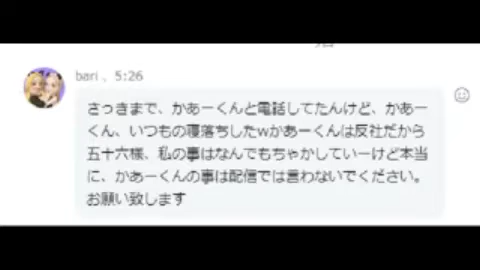 bari 、5:26
さっきまで、かあーくんと電話してたんけど、かあー
くん、いつもの寝落ちしたwかあーくんは反社だから
五十六様、私の事はなんでもちゃかしていーけど本当
に、かあーくんの事は配信では言わないでください。
お願い致します